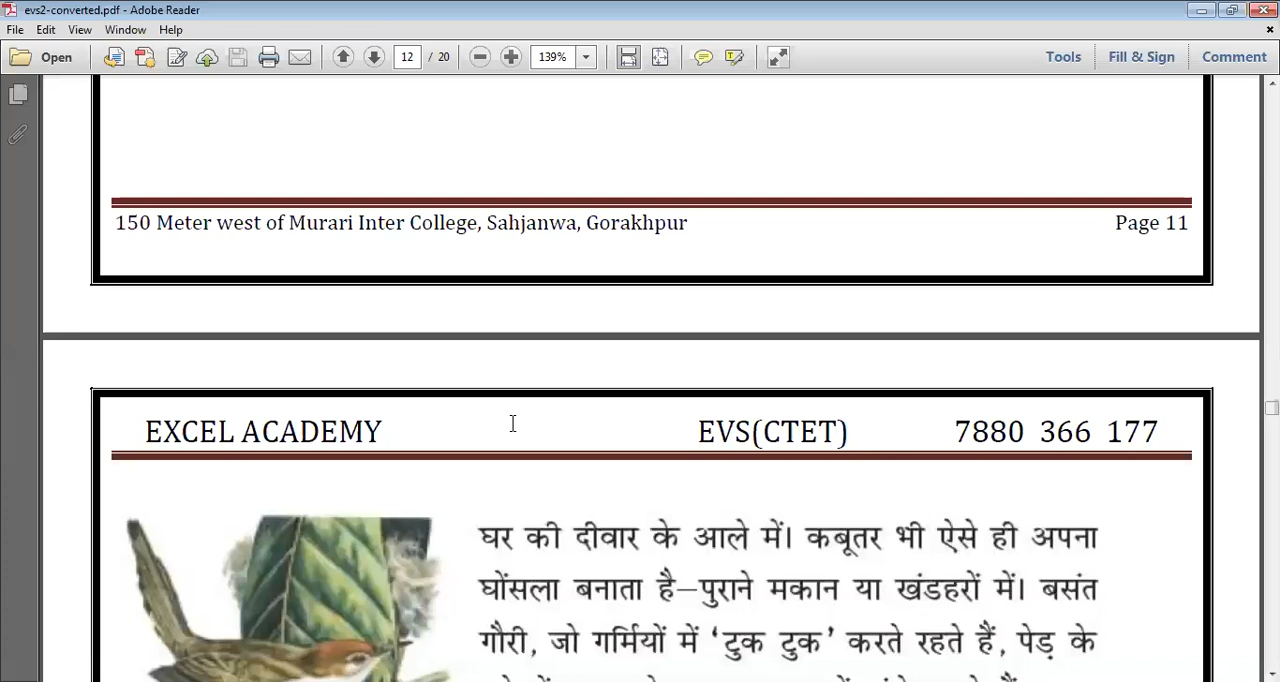 evs2-converted.pdf - Adobe Reader
File Edit View Window Help
Open 12 / 20 139% Tools Fill & Sign Comment
150 Meter west of Murari Inter College, Sahjanwa, Gorakhpur Page 11
EXCEL ACADEMY EVS(CTET) 7880 366 177
घर की दीवार के आले में। कबूतर भी ऐसे ही अपना
घोंसला बनाता है–पुराने मकान या खंडहरों में। बसंत
गौरी, जो गर्मियों में ‘टुक टुक’ करते रहते हैं, पेड़ के